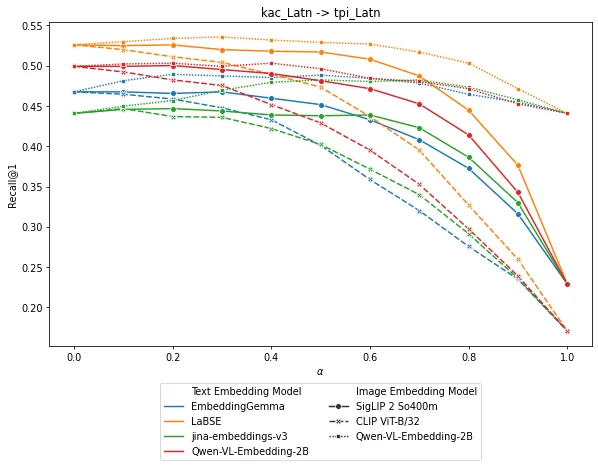 kac_Latn -> tpi_Latn
0.55
0.50
0.45
0.40
0.35
0.30
0.25
0.20
Recall@1
0.0 0.2 0.4 0.6 0.8 1.0
α
Text Embedding Model Image Embedding Model
EmbeddingGemma SigLIP 2 So400m
LaBSE CLIP ViT-B/32
jina-embeddings-v3 Qwen-VL-Embedding-2B
Qwen-VL-Embedding-2B